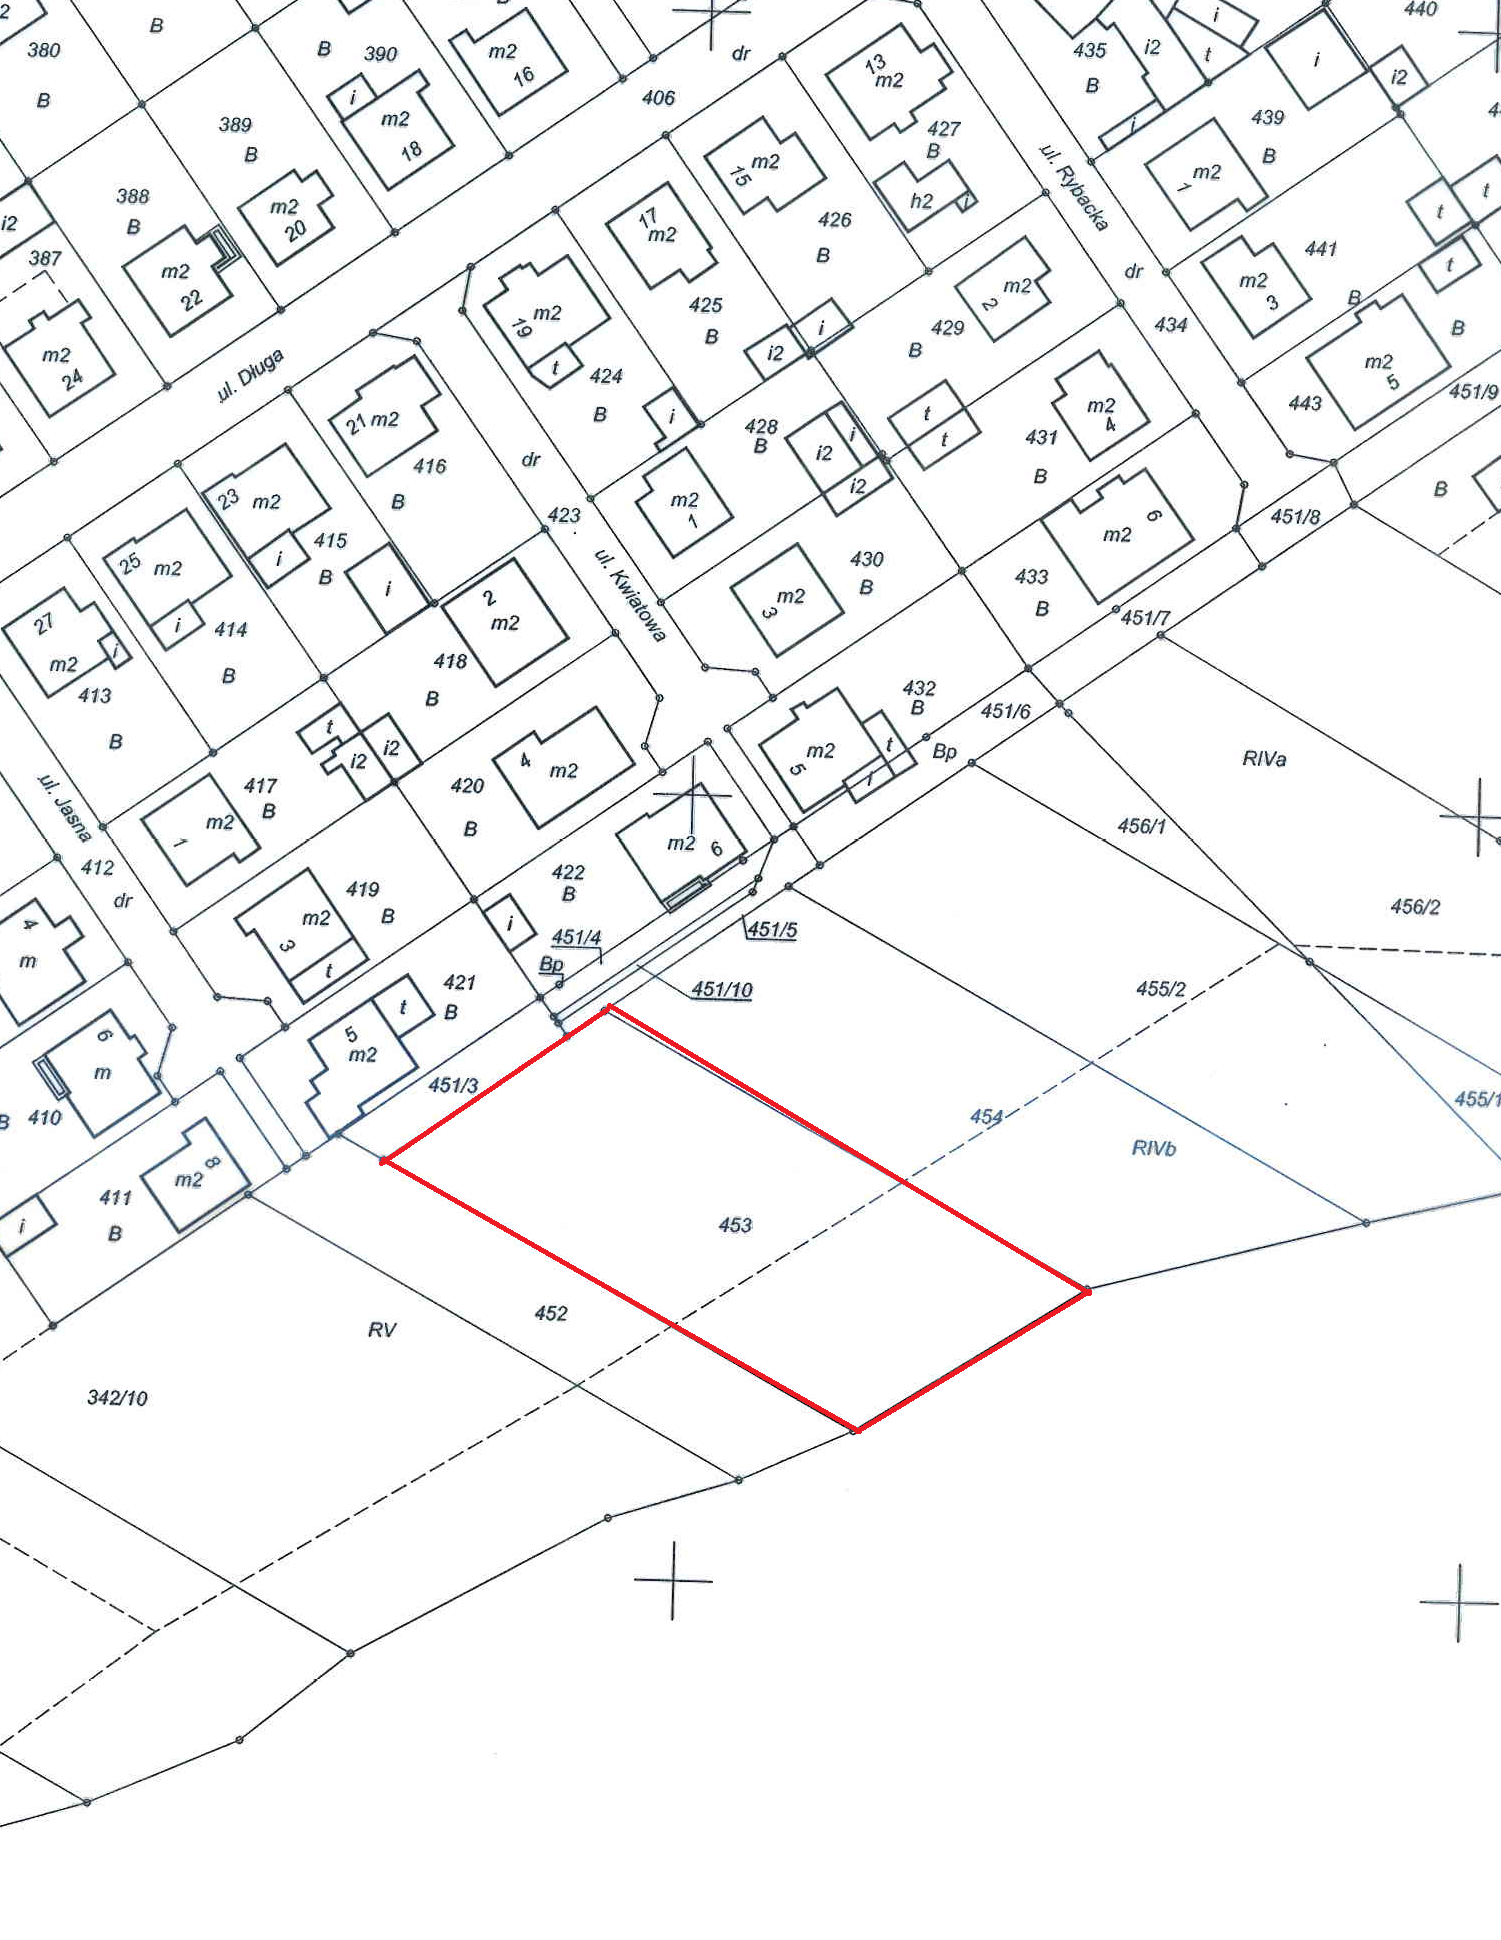 2
380
B
B
B
390
i
m2
18
m2
16
dr
406
13
m2
427
B
h2
i
435
B
i2
i
t
i
i
i2
440
439
B
m2
1
389
B
m2
20
388
B
m2
22
i2
387
m2
24
ul. Długa
m2
15
426
B
17
m2
425
B
i2
i
ul. Rybacka
dr
434
m2
2
429
B
441
m2
3
t
t
t
B
B
m2
5
443
451/9
B
m2
19
t
424
B
i
428
B
i2
i
i2
t
t
431
B
m2
4
21
m2
416
B
dr
423
ul. Kwiatowa
m2
1
m2
6
451/8
23
m2
i
415
B
i
25
m2
i
414
B
27
m2
i
413
B
2
m2
418
B
430
B
m2
3
433
B
451/7
432
B
451/6
RIVa
t
i2
i2
417
B
m2
1
420
B
4
m2
m2
5
t
i
Bp
456/1
456/2
ul. Jasna
412
dr
419
B
m2
3
t
422
B
m2
6
i
451/4
Bp
451/5
451/10
455/2
4
m
421
B
t
5
m2
451/3
6
m
B
410
454
RIVb
455/1
411
B
m2
8
i
453
452
RV
342/10